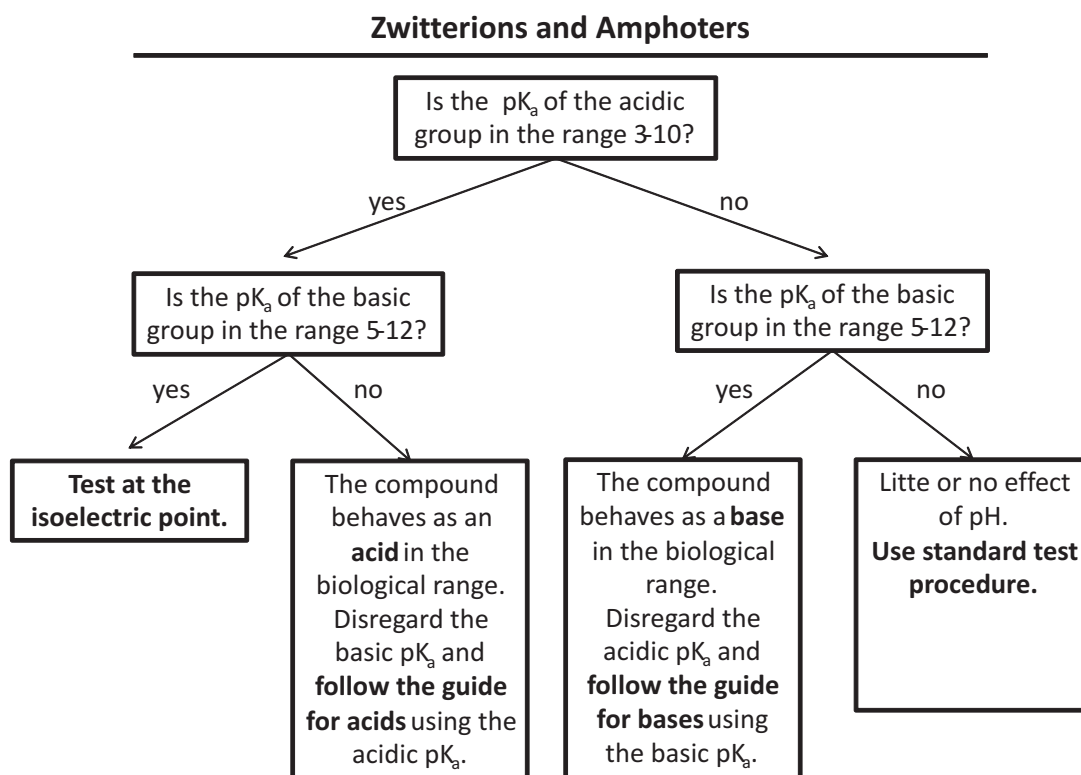 Zwitterions and Amphoters
Is the pKa of the acidic
group in the range 3-10?
yes
no
Is the pKa of the basic
group in the range 5-12?
Is the pKa of the basic
group in the range 5-12?
yes
no
yes
no
Test at the
isoelectric point.
The compound
behaves as an
acid in the
biological range.
Disregard the
basic pKa and
follow the guide
for acids using the
acidic pKa.
The compound
behaves as a base
in the biological
range.
Disregard the
acidic pKa and
follow the guide
for bases using
the basic pKa.
Litte or no effect
of pH.
Use standard test
procedure.